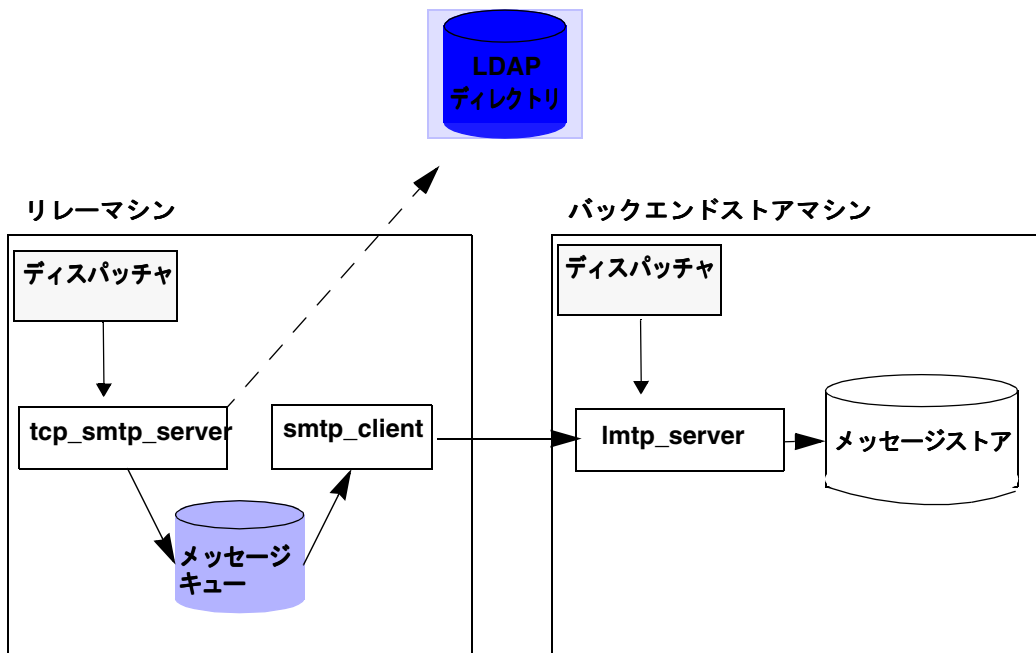 LDAP
ディレクトリ
リレーマシン
バックエンドストアマシン
ディスパッチャ
ディスパッチャ
tcp_smtp_server
smtp_client
lmtp_server
メッセージストア
メッセージ
キュー